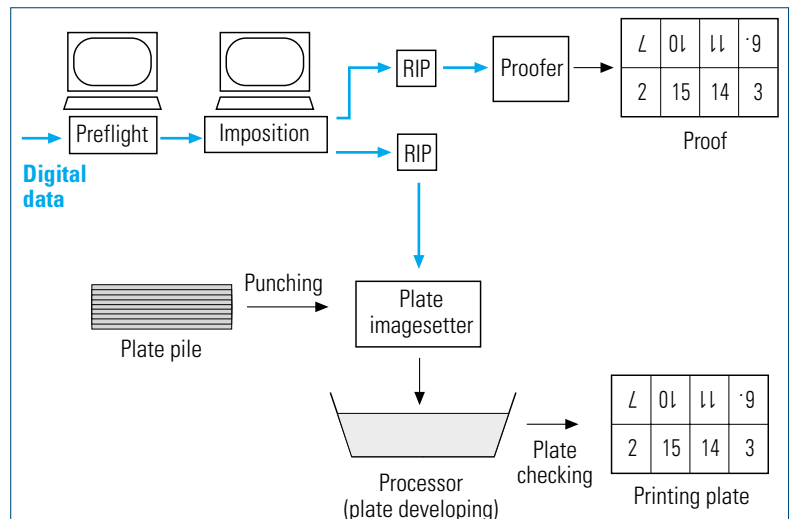 Preflight
Imposition
RIP
Proofer
7 10 11 6.
2 15 14 3
Proof
RIP
Digital
data
Punching
Plate pile
Plate
imagesetter
Processor
(plate developing)
Plate
checking
7 10 11 6.
2 15 14 3
Printing plate